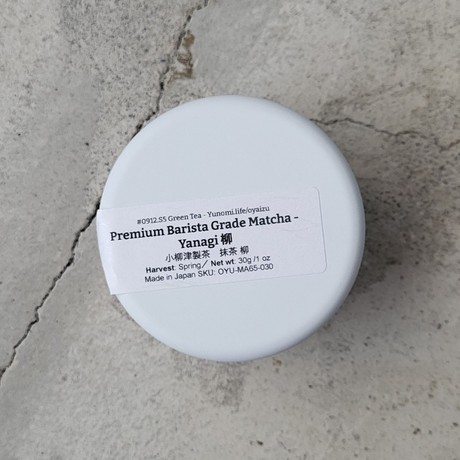 #0912.S5 Green Tea - Yunomi.life/oyaizu
Premium Barista Grade Matcha -
Yanagi 柳
小柳津製茶　抹茶 柳
Harvest: Spring／ Net wt: 30g /1 oz
Made in Japan SKU: OYU-MA65-030